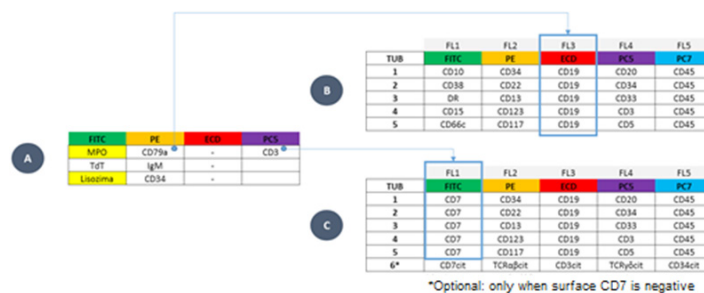 FL1 FL2 FL3 FL4 FL5
TUB FITC PE ECD PC5 PC7
1 CD10 CD34 CD19 CD20 CD45
2 CD38 CD22 CD19 CD34 CD45
3 DR CD13 CD19 CD33 CD45
4 CD15 CD123 CD19 CD3 CD45
5 CD66c CD117 CD19 CD5 CD45
B
A
FITC PE ECD PC5
MPO CD79a - CD3
TdT IgM -
Lisozima CD34 -
C
FL1 FL2 FL3 FL4 FL5
TUB FITC PE ECD PC5 PC7
1 CD7 CD34 CD19 CD20 CD45
2 CD7 CD22 CD19 CD34 CD45
3 CD7 CD13 CD19 CD33 CD45
4 CD7 CD123 CD19 CD3 CD45
5 CD7 CD117 CD19 CD5 CD45
6* CD7cit TCRαβcit CD3cit TCRγδcit CD34cit
*Optional: only when surface CD7 is negative